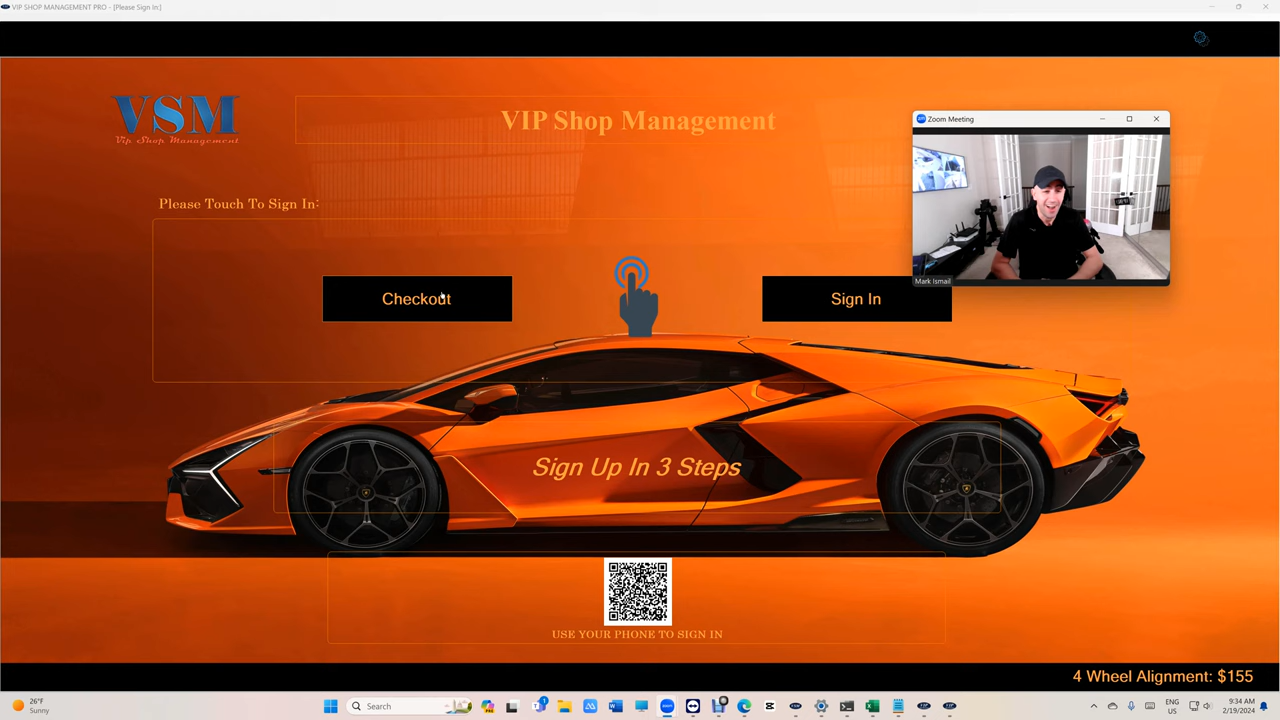 VIP SHOP MANAGEMENT PRO - [Please Sign In:]
VSM
Vip Shop Management
VIP Shop Management
Zoom Meeting
Mark Ismail
Please Touch To Sign In:
Checkout
Sign In
Sign Up In 3 Steps
USE YOUR PHONE TO SIGN IN
4 Wheel Alignment: $155
26°F
Sunny
Search
ENG
US
9:34 AM
2/19/2024